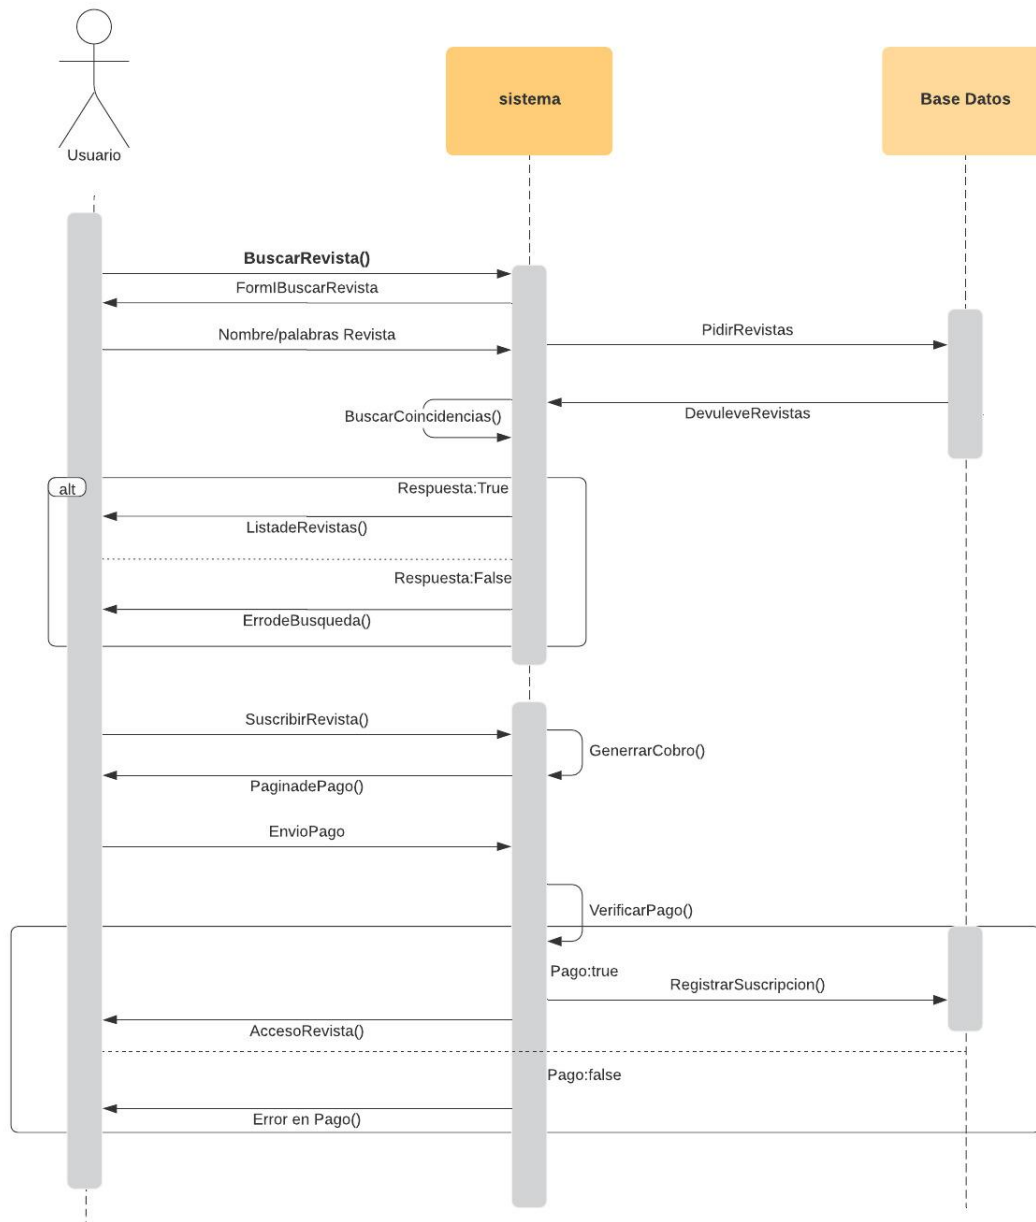 sistema
Base Datos
Usuario
BuscarRevista()
FormIBuscarRevista
Nombre/palabras Revista
PidirRevistas
BuscarCoincidencias()
DevuleveRevistas
alt
Respuesta:True
ListadeRevistas()
Respuesta:False
ErrodeBusqueda()
SuscribirRevista()
GenerrarCobro()
PaginadePago()
EnvioPago
VerificarPago()
Pago:true
RegistrarSuscripcion()
AccesoRevista()
Pago:false
Error en Pago()